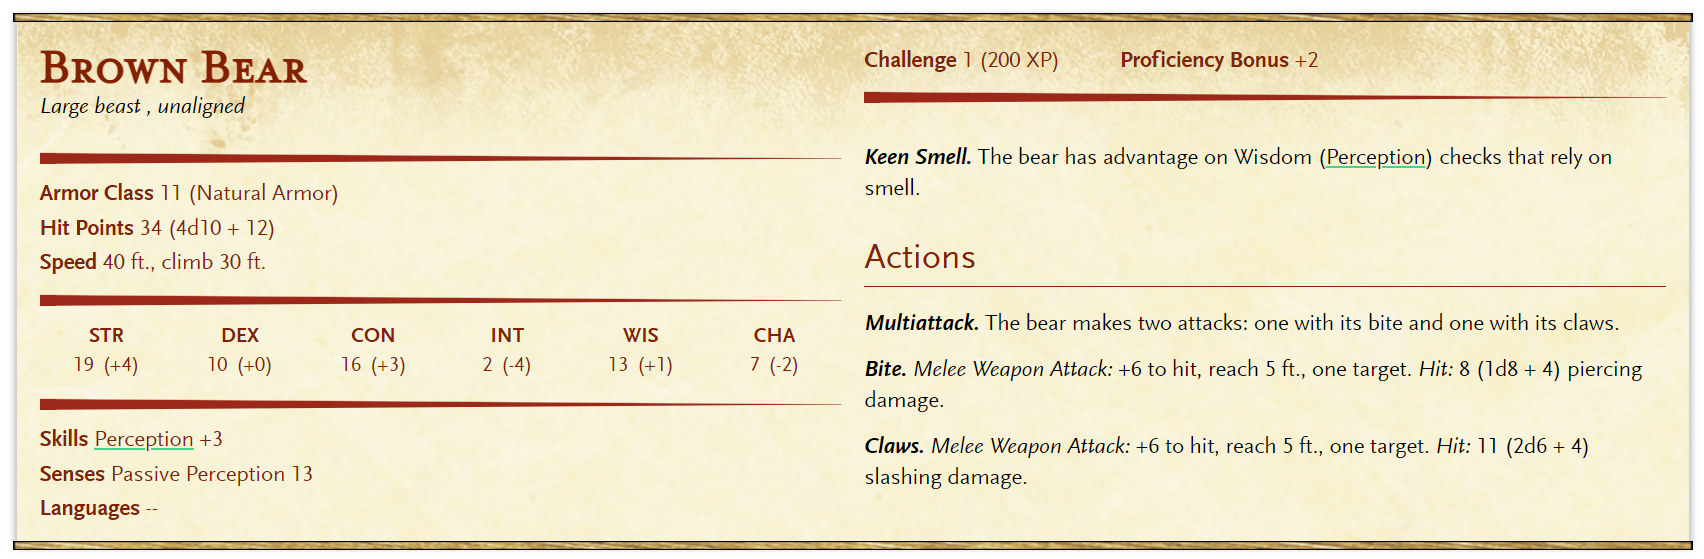 Brown Bear
Large beast , unaligned
Armor Class 11 (Natural Armor)
Hit Points 34 (4d10 + 12)
Speed 40 ft., climb 30 ft.
STR DEX CON INT WIS CHA
19 (+4) 10 (+0) 16 (+3) 2 (-4) 13 (+1) 7 (-2)
Skills Perception +3
Senses Passive Perception 13
Languages --
Challenge 1 (200 XP) Proficiency Bonus +2
Keen Smell. The bear has advantage on Wisdom (Perception) checks that rely on
smell.
Actions
Multiattack. The bear makes two attacks: one with its bite and one with its claws.
Bite. Melee Weapon Attack: +6 to hit, reach 5 ft., one target. Hit: 8 (1d8 + 4) piercing
damage.
Claws. Melee Weapon Attack: +6 to hit, reach 5 ft., one target. Hit: 11 (2d6 + 4)
slashing damage.